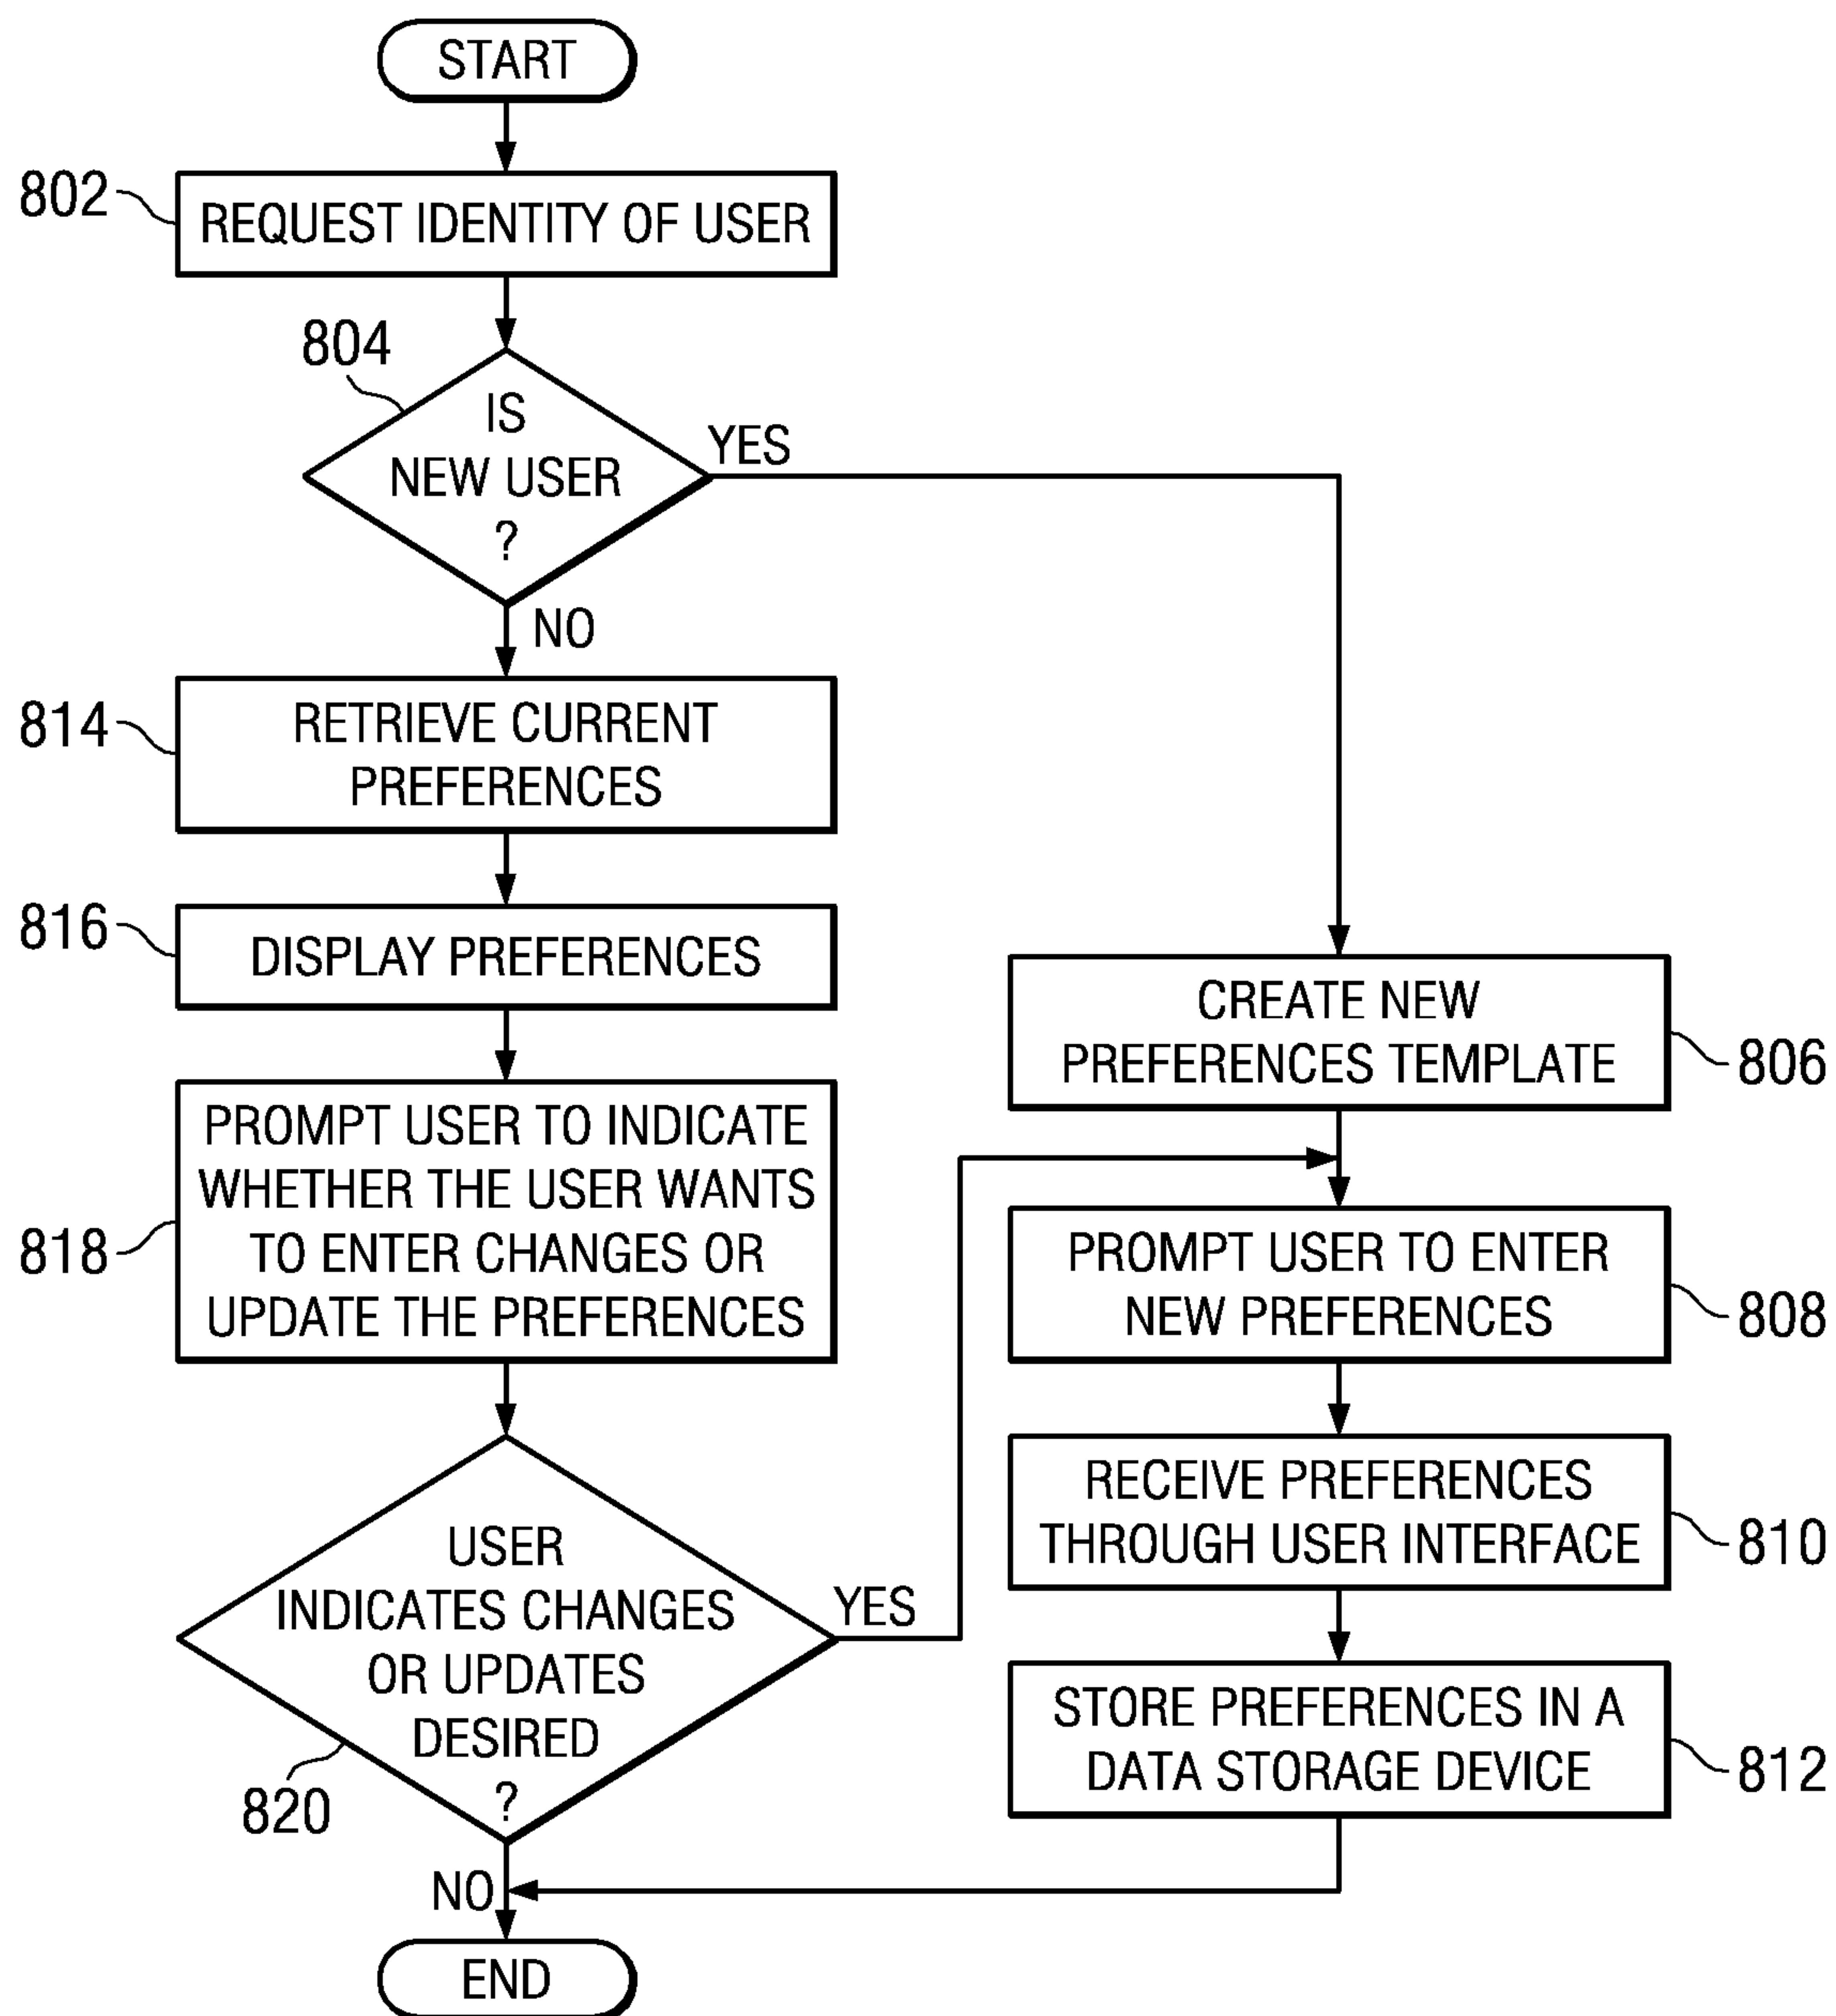 START
802
REQUEST IDENTITY OF USER
804
IS
NEW USER
?
YES
NO
814
RETRIEVE CURRENT
PREFERENCES
816
DISPLAY PREFERENCES
CREATE NEW
PREFERENCES TEMPLATE
806
818
PROMPT USER TO INDICATE
WHETHER THE USER WANTS
TO ENTER CHANGES OR
UPDATE THE PREFERENCES
PROMPT USER TO ENTER
NEW PREFERENCES
808
RECEIVE PREFERENCES
THROUGH USER INTERFACE
810
USER
INDICATES CHANGES
OR UPDATES
DESIRED
?
YES
820
STORE PREFERENCES IN A
DATA STORAGE DEVICE
812
NO
END